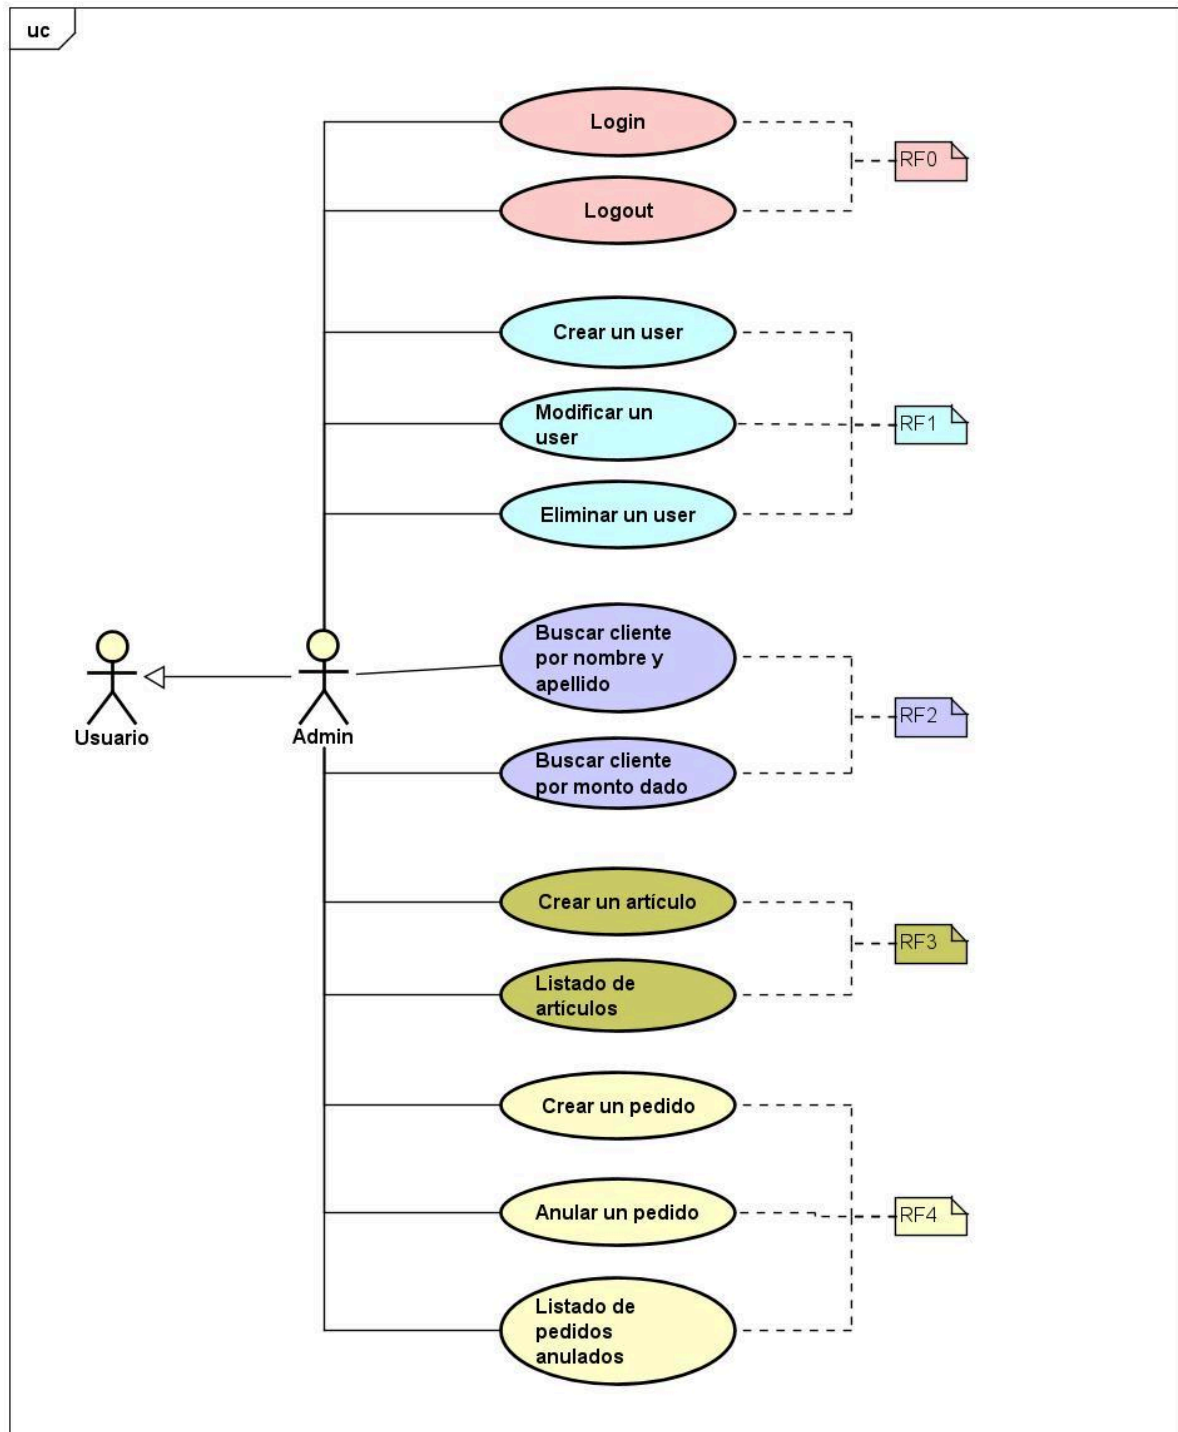 uc
Login
RF0
Logout
Crear un user
Modificar un
user
RF1
Eliminar un user
Buscar cliente
por nombre y
apellido
RF2
Usuario
Admin
Buscar cliente
por monto dado
Crear un artículo
RF3
Listado de
artículos
Crear un pedido
Anular un pedido
RF4
Listado de
pedidos
anulados